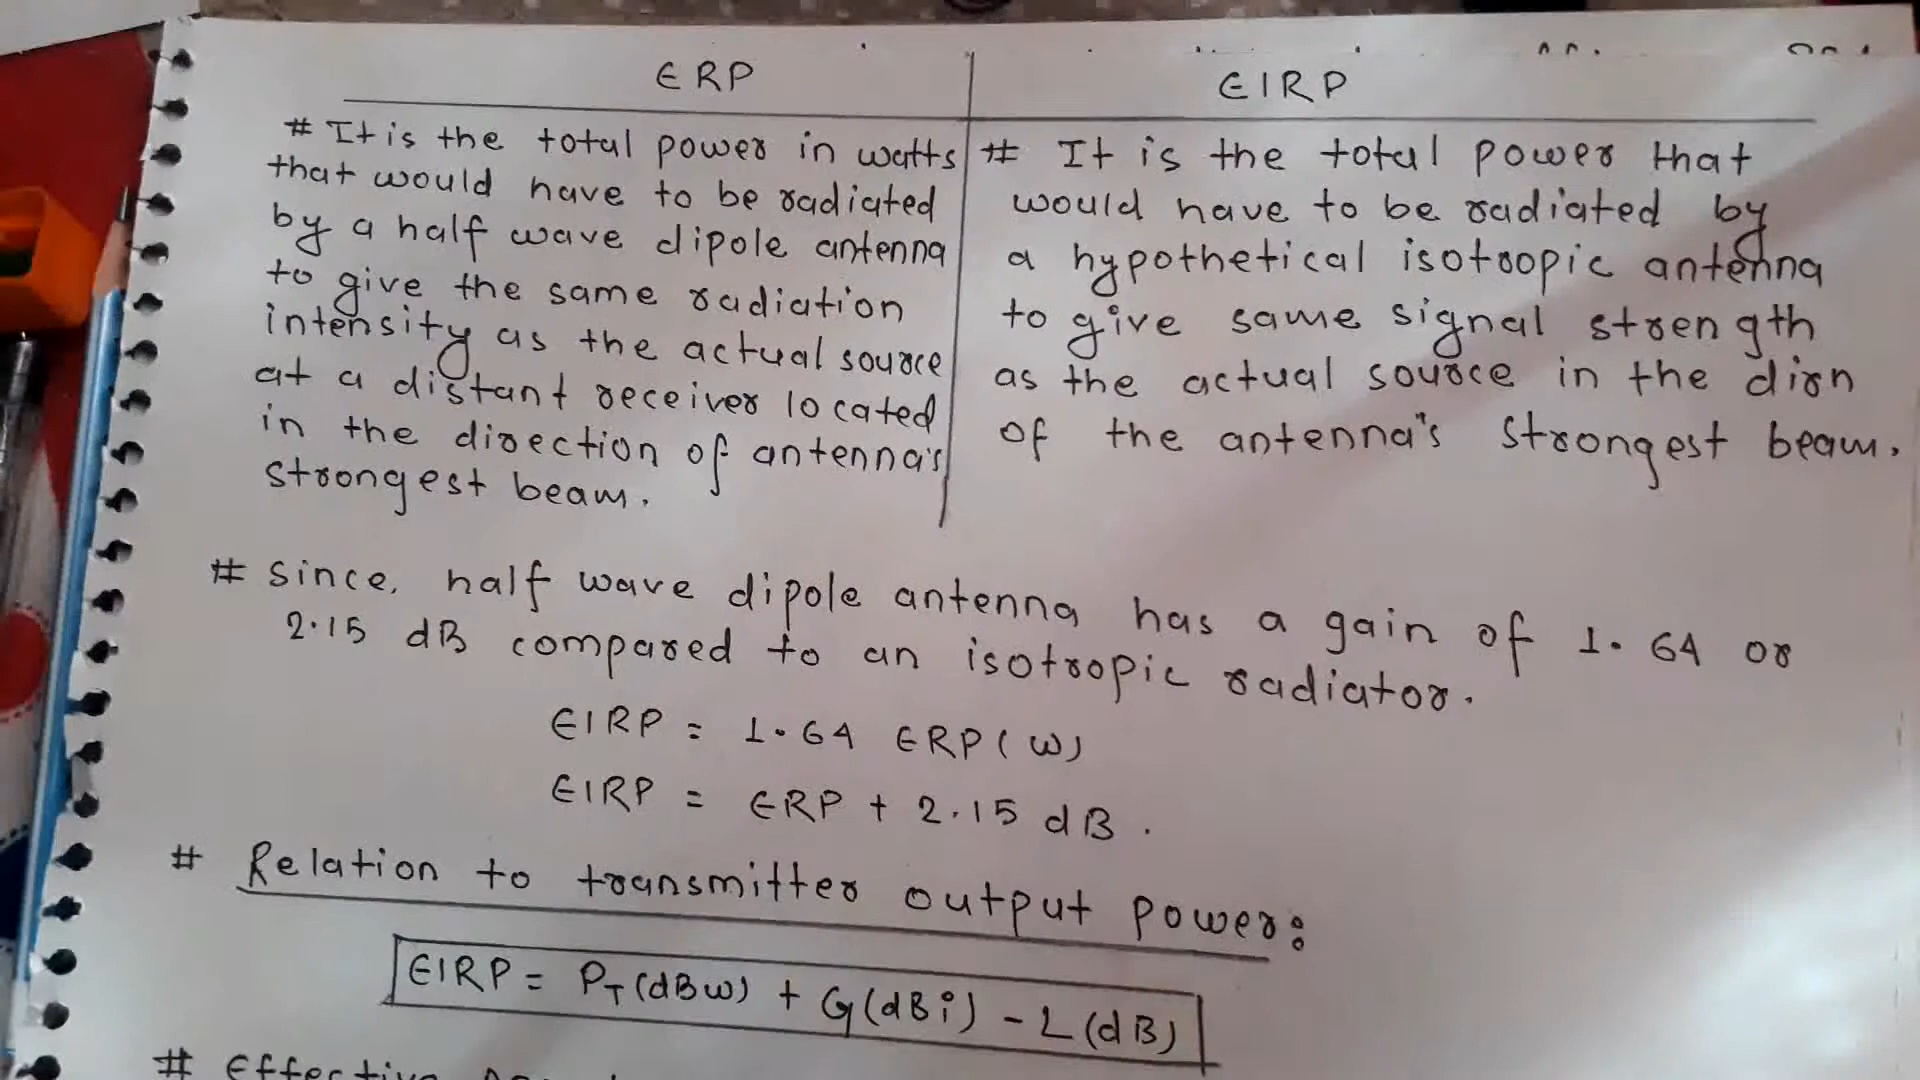 ERP
# It is the total power in watts
that would have to be radiated
by a half wave dipole antenna
to give the same radiation
intensity as the actual source
at a distant receiver located
in the direction of antenna's
strongest beam.
EIRP
# It is the total power that
would have to be radiated by
a hypothetical isotropic antenna
to give same signal strength
as the actual source in the dirn
of the antenna's strongest beam.
# Since, half wave dipole antenna has a gain of 1.64 or
2.15 dB compared to an isotropic radiator.
EIRP = 1.64 ERP(W)
EIRP = ERP + 2.15 dB.
# Relation to transmitter output power:
EIRP = PT(dBW) + G(dBi) - L(dB)
# Effective